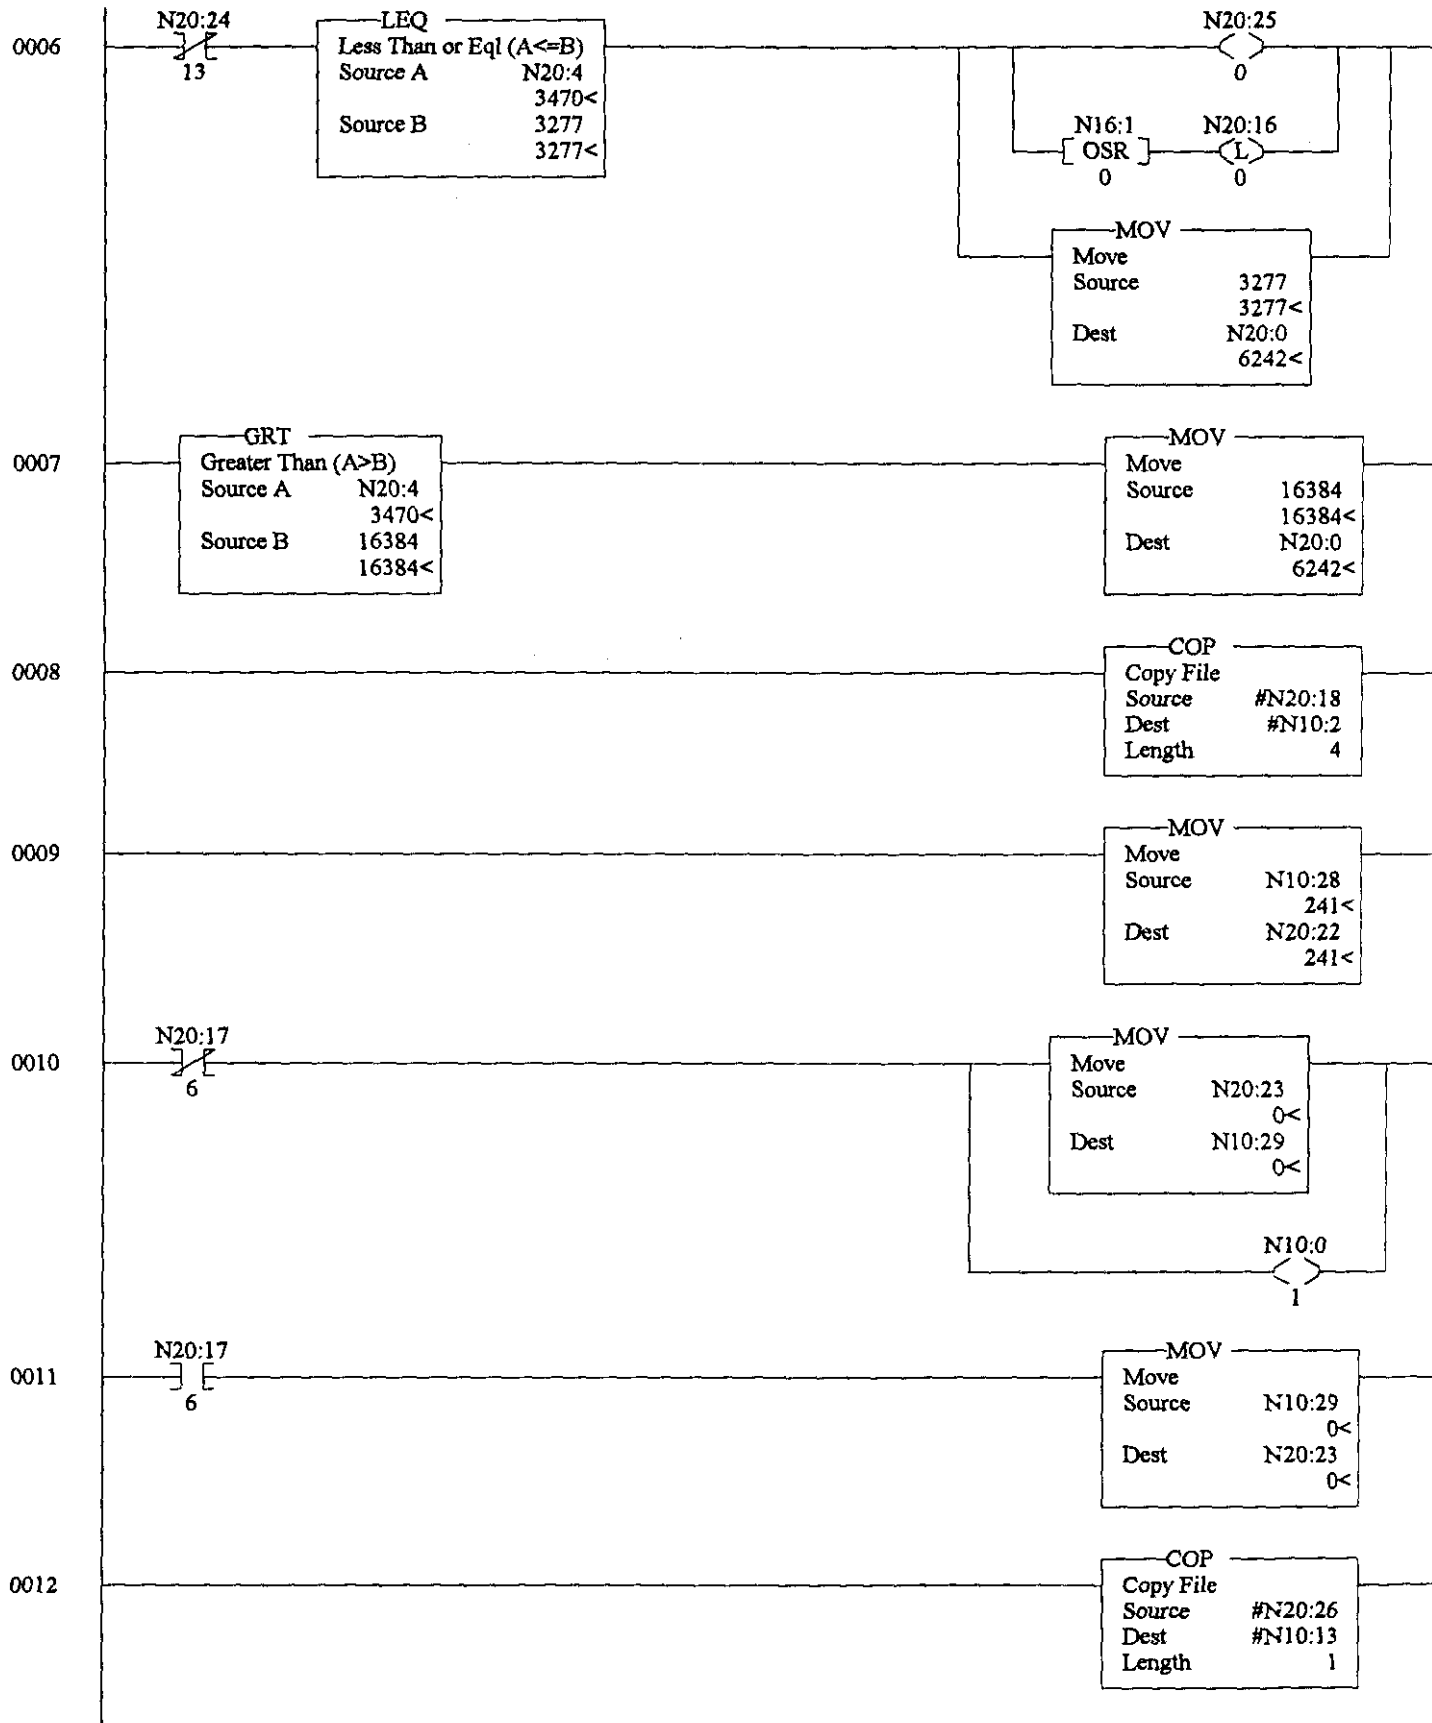 0006
N20:24
13
LEQ
Less Than or Eql (A<=B)
Source A N20:4
3470<
Source B 3277
3277<
N20:25
0
N16:1 N20:16
OSR L
0 0
MOV
Move
Source 3277
3277<
Dest N20:0
6242<
0007
GRT
Greater Than (A>B)
Source A N20:4
3470<
Source B 16384
16384<
MOV
Move
Source 16384
16384<
Dest N20:0
6242<
0008
COP
Copy File
Source #N20:18
Dest #N10:2
Length 4
0009
MOV
Move
Source N10:28
241<
Dest N20:22
241<
0010
N20:17
6
MOV
Move
Source N20:23
0<
Dest N10:29
0<
N10:0
1
0011
N20:17
6
MOV
Move
Source N10:29
0<
Dest N20:23
0<
0012
COP
Copy File
Source #N20:26
Dest #N10:13
Length 1